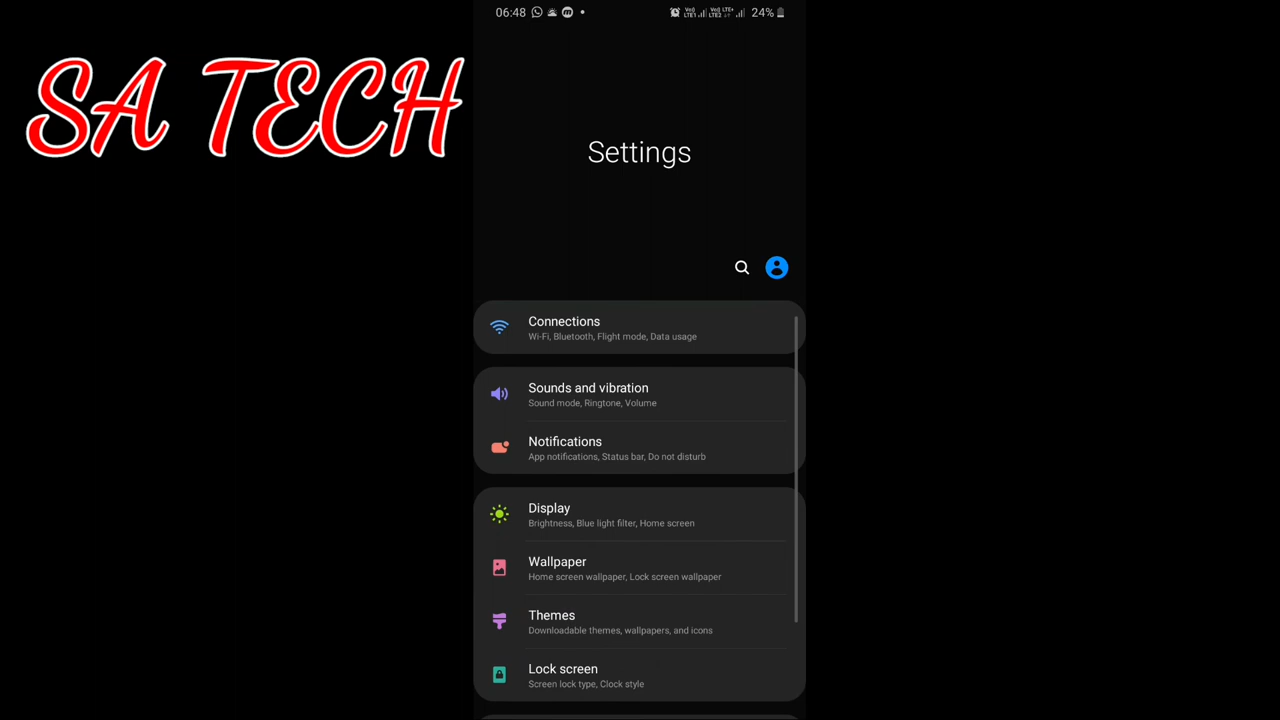 06:48
24%
SA TECH
Settings
Connections
Wi-Fi, Bluetooth, Flight mode, Data usage
Sounds and vibration
Sound mode, Ringtone, Volume
Notifications
App notifications, Status bar, Do not disturb
Display
Brightness, Blue light filter, Home screen
Wallpaper
Home screen wallpaper, Lock screen wallpaper
Themes
Downloadable themes, wallpapers, and icons
Lock screen
Screen lock type, Clock style